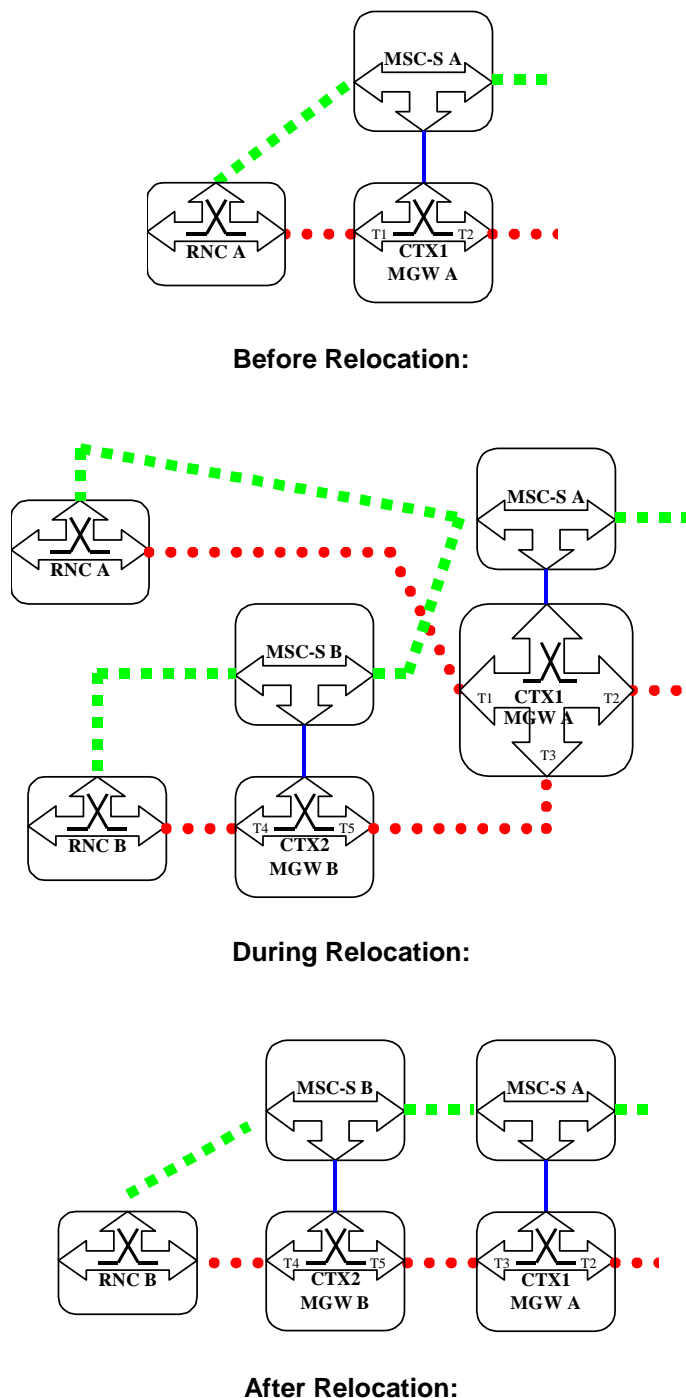 MSC-S A
T1
T2
RNC A
CTX1
MGW A
Before Relocation:
MSC-S A
RNC A
MSC-S B
T1
CTX1
T2
MGW A
T3
T4
T5
RNC B
CTX2
MGW B
During Relocation:
MSC-S B
MSC-S A
T4
T5
T3
T2
RNC B
CTX2
CTX1
MGW B
MGW A
After Relocation: